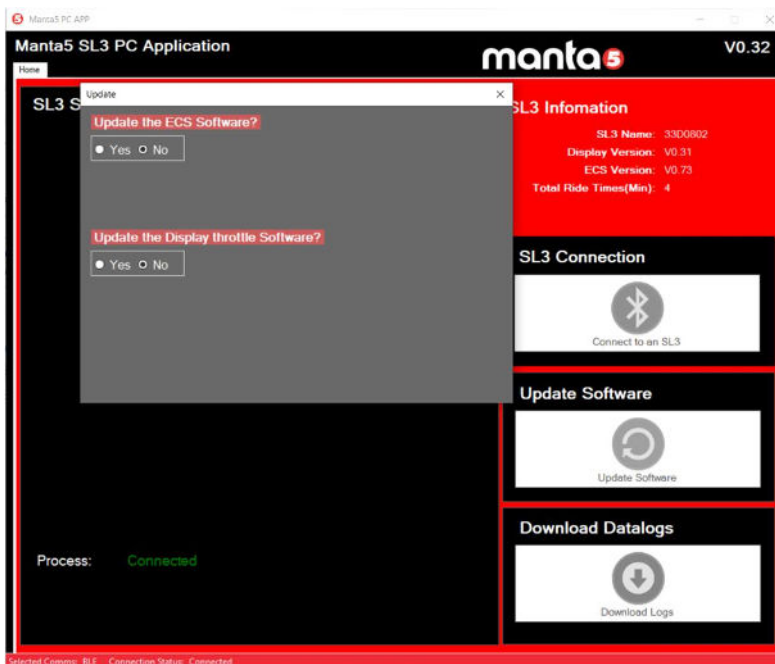 Manta5 PC APP
Manta5 SL3 PC Application
manta5
V0.32
Home
SL3 S
Update
Update the ECS Software?
Yes No
Update the Display throttle Software?
Yes No
SL3 Infomation
SL3 Name: 33D0802
Display Version: V0.31
ECS Version: V0.73
Total Ride Times(Min): 4
SL3 Connection
Connect to an SL3
Update Software
Update Software
Download Datalogs
Download Logs
Process: Connected
Selected Comms: BLE Connection Status: Connected